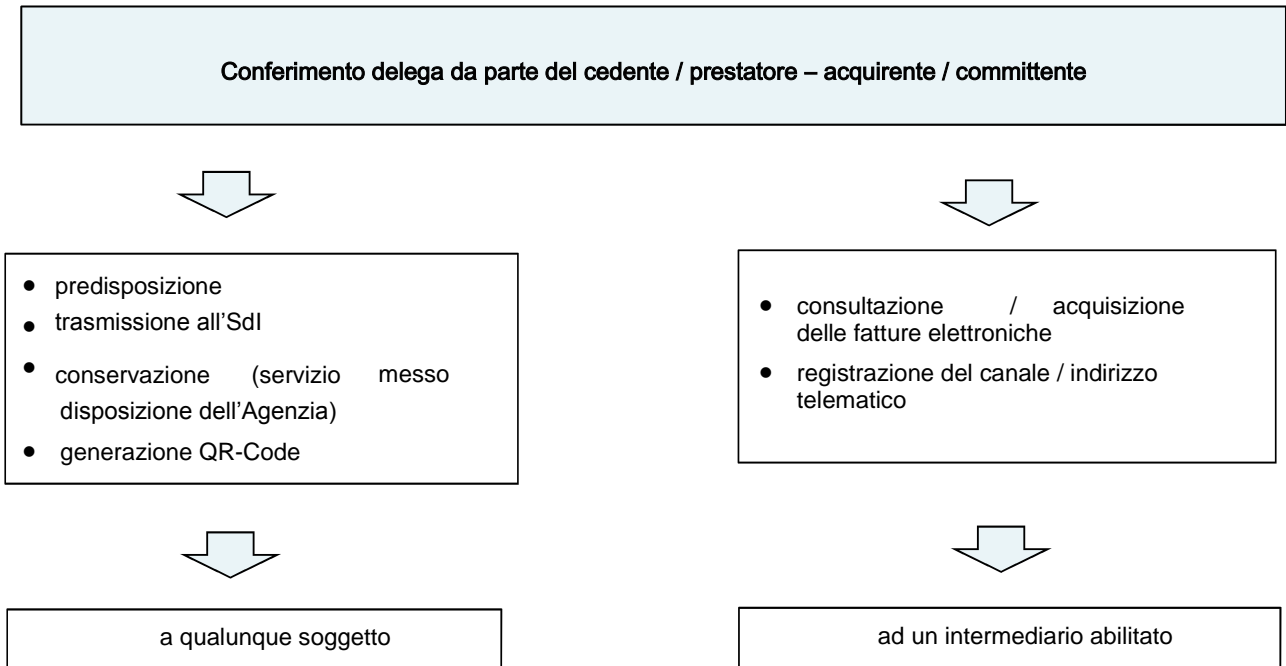 Conferimento delega da parte del cedente / prestatore – acquirente / committente
• predisposizione
• trasmissione all’SdI
• conservazione (servizio messo
disposizione dell’Agenzia)
• generazione QR-Code
• consultazione / acquisizione
delle fatture elettroniche
• registrazione del canale / indirizzo
telematico
a qualunque soggetto
ad un intermediario abilitato